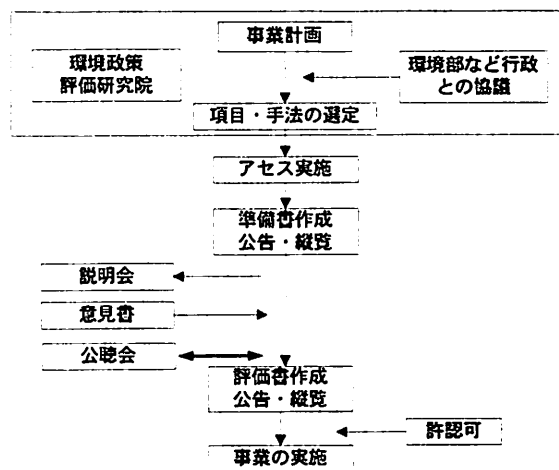 事業計画
環境政策
評価研究院
環境部など行政
との協議
項目・手法の選定
アセス実施
準備書作成
公告・縦覧
説明会
意見書
公聴会
評価書作成
公告・縦覧
許認可
事業の実施